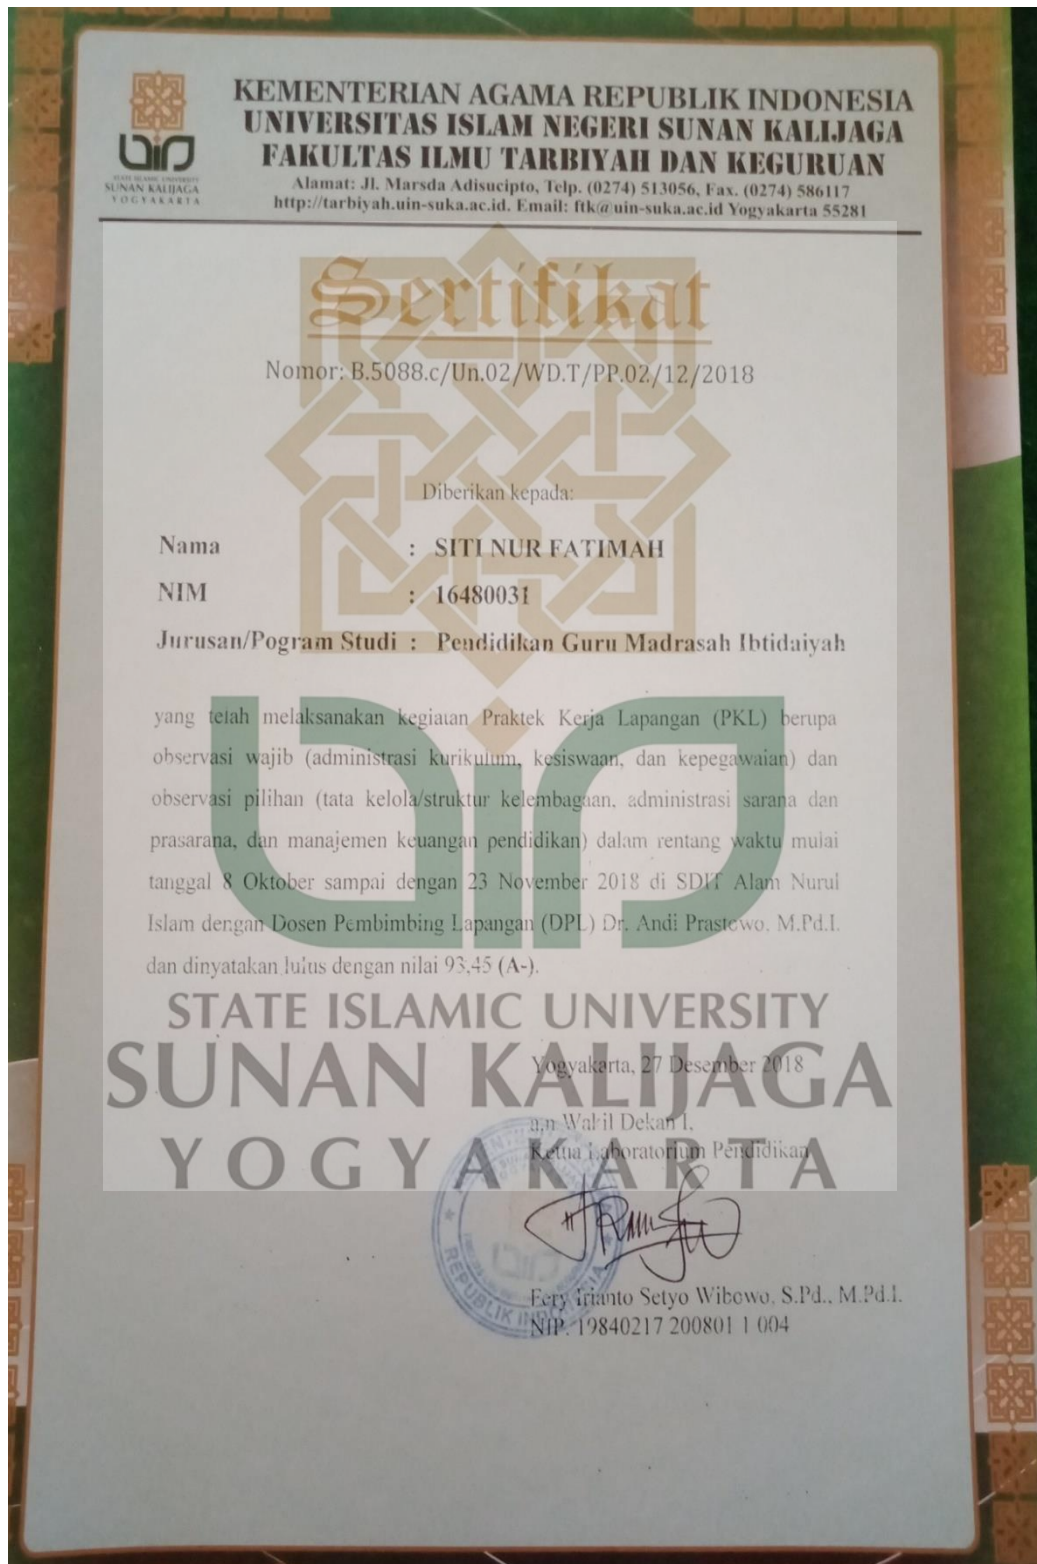 KEMENTERIAN AGAMA REPUBLIK INDONESIA
UNIVERSITAS ISLAM NEGERI SUNAN KALIJAGA
FAKULTAS ILMU TARBIYAH DAN KEGURUAN
Alamat: Jl. Marsda Adisucipto, Telp. (0274) 513056, Fax. (0274) 586117
http://tarbiyah.uin-suka.ac.id. Email: ftk@uin-suka.ac.id Yogyakarta 55281
STATE ISLAMIC UNIVERSITY
SUNAN KALIJAGA
YOGYAKARTA
Sertifikat
Nomor: B.5088.c/Un.02/WD.T/PP.02/12/2018
Diberikan kepada:
Nama : SITI NUR FATIMAH
NIM : 16480031
Jurusan/Pogram Studi : Pendidikan Guru Madrasah Ibtidaiyah
yang telah melaksanakan kegiatan Praktek Kerja Lapangan (PKL) berupa
observasi wajib (administrasi kurikulum, kesiswaan, dan kepegawaian) dan
observasi pilihan (tata kelola/struktur kelembagaan, administrasi sarana dan
prasarana, dan manajemen keuangan pendidikan) dalam rentang waktu mulai
tanggal 8 Oktober sampai dengan 23 November 2018 di SDIT Alam Nurul
Islam dengan Dosen Pembimbing Lapangan (DPL) Dr. Andi Prastowo, M.Pd.I.
dan dinyatakan lulus dengan nilai 93,45 (A-).
STATE ISLAMIC UNIVERSITY
SUNAN KALIJAGA
YOGYAKARTA
Yogyakarta, 27 Desember 2018
a.n Wakil Dekan I,
Ketua Laboratorium Pendidikan
REPUBLIK INDONESIA
Fery Irianto Setyo Wibowo, S.Pd., M.Pd.I.
NIP. 19840217 200801 1 004